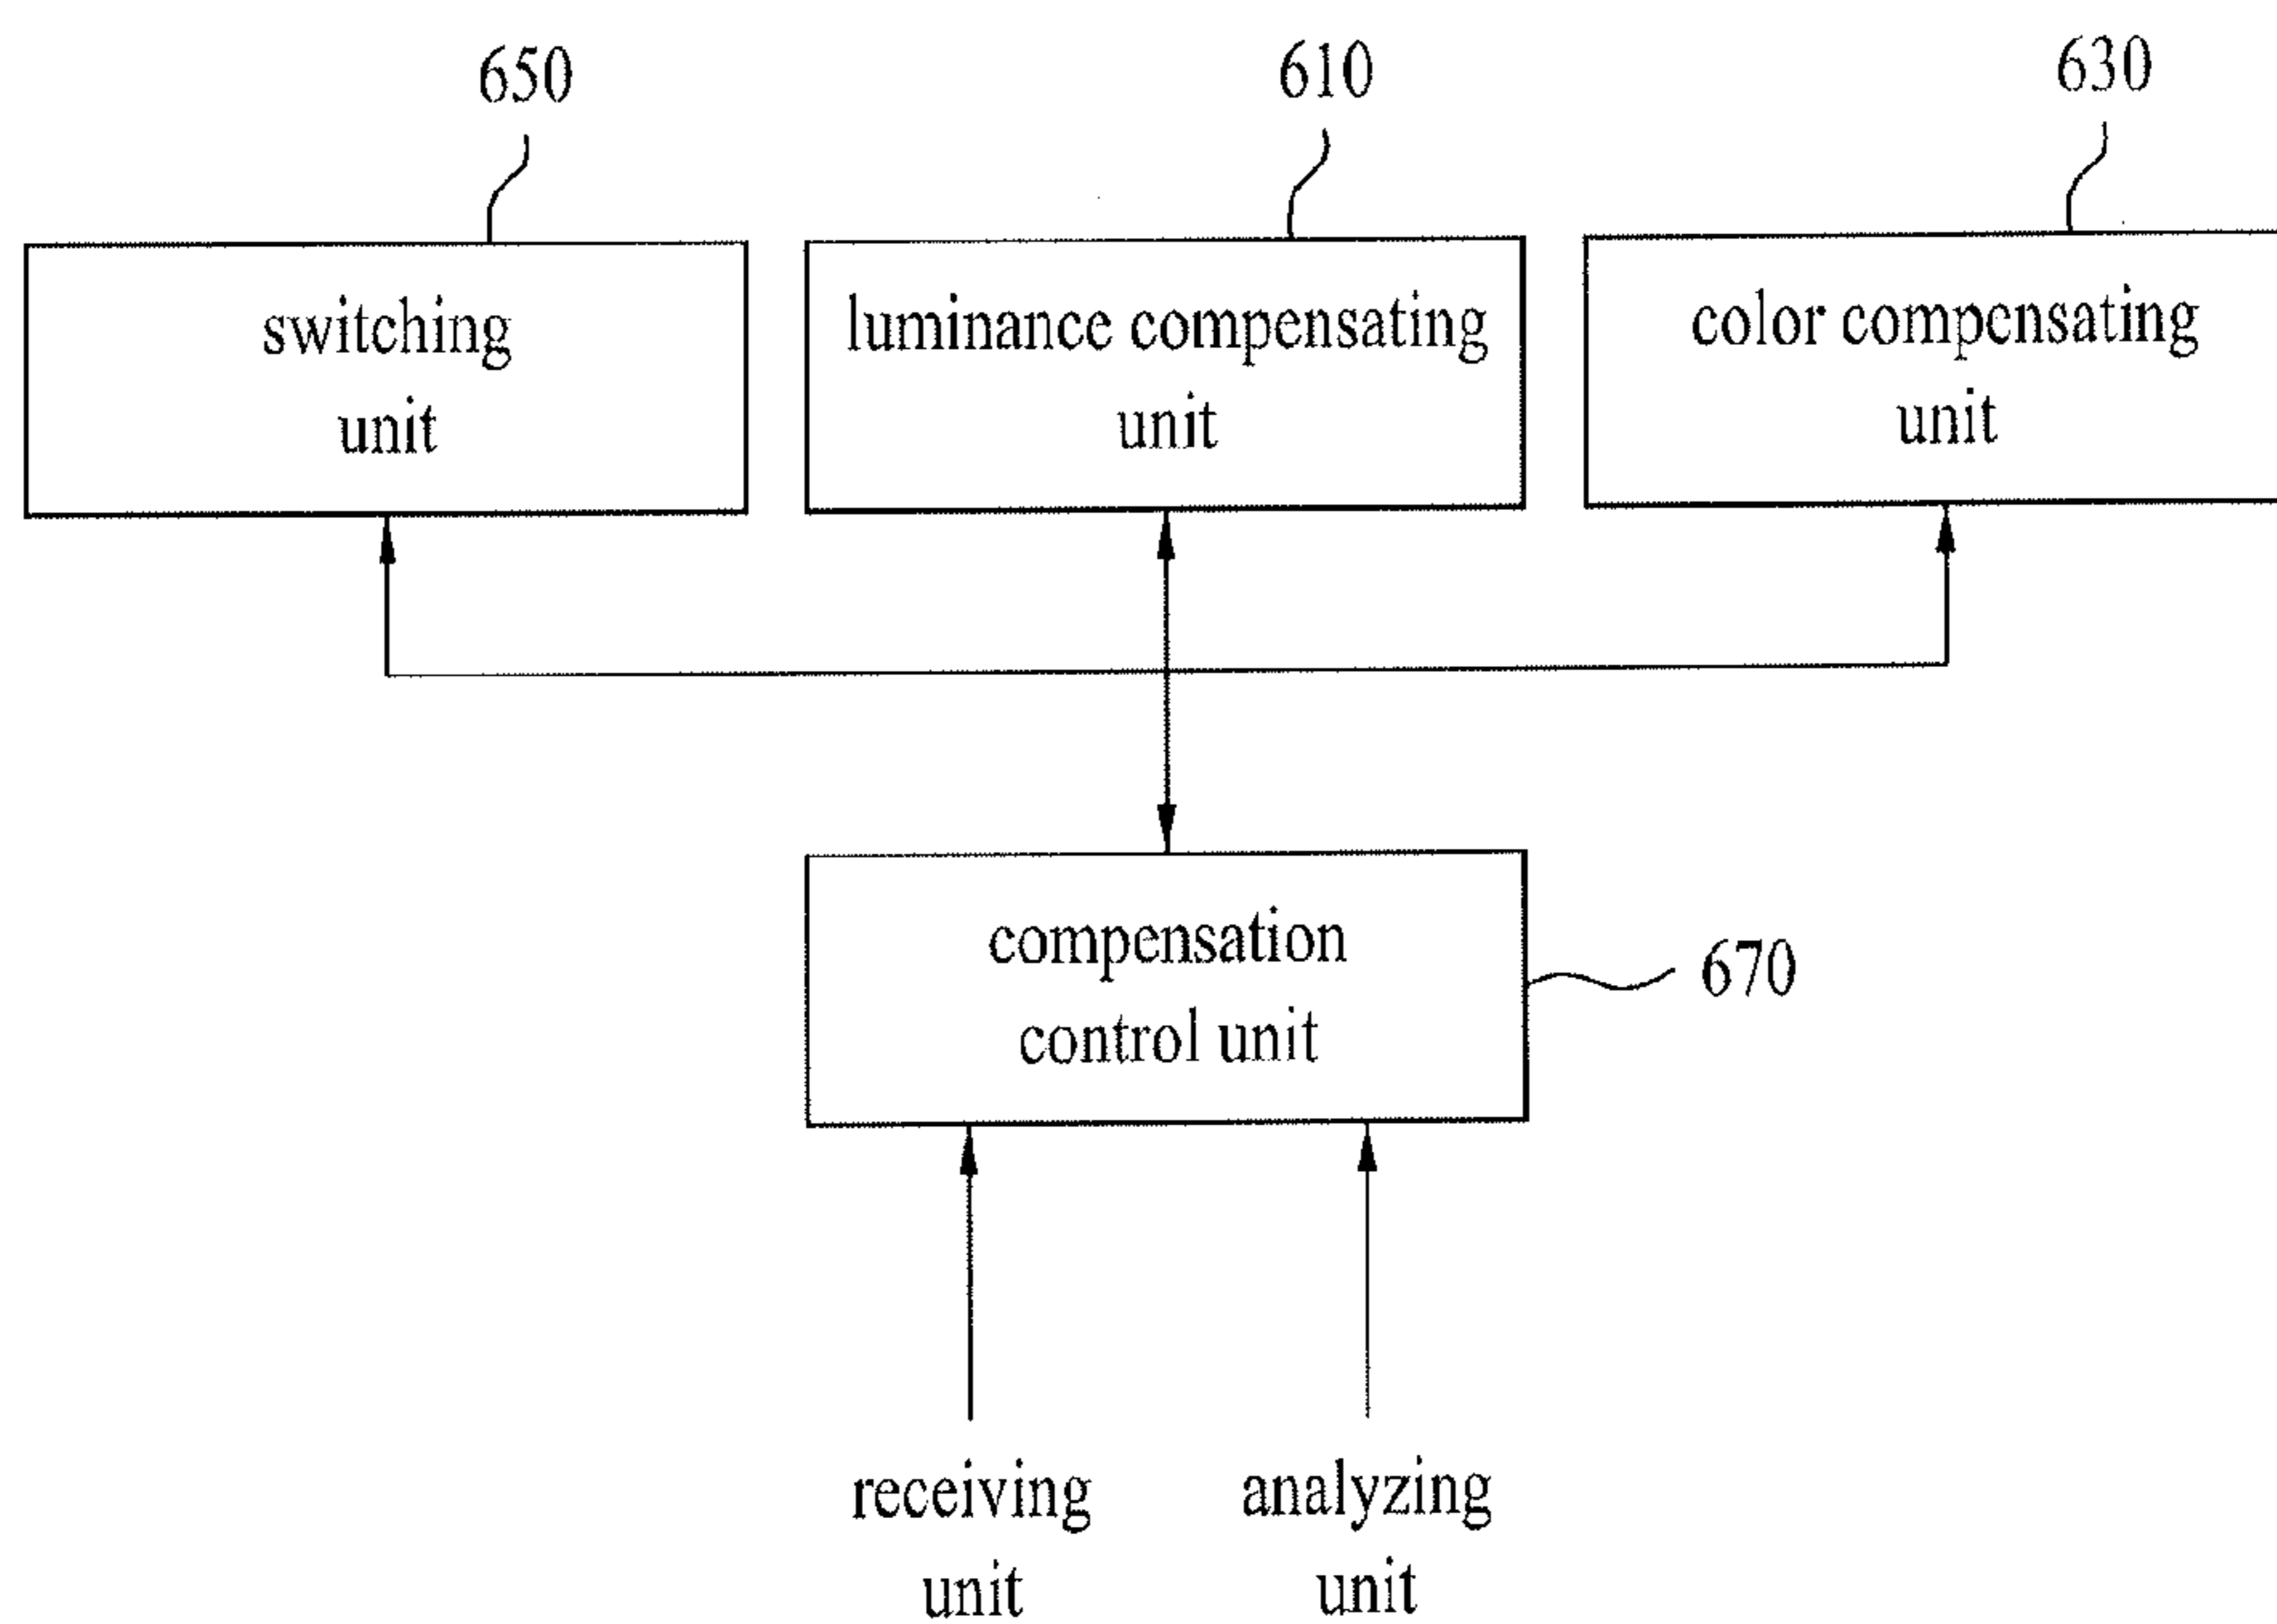 650
610
630
switching
unit
luminance compensating
unit
color compensating
unit
compensation
control unit
670
receiving
unit
analyzing
unit